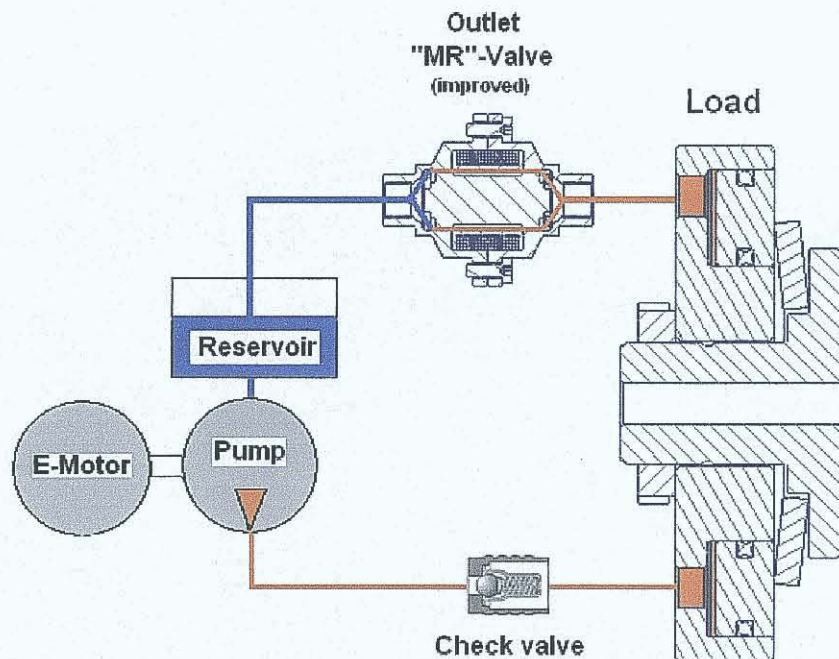 Outlet
"MR"-Valve
(improved)
Load
Reservoir
E-Motor
Pump
Check valve